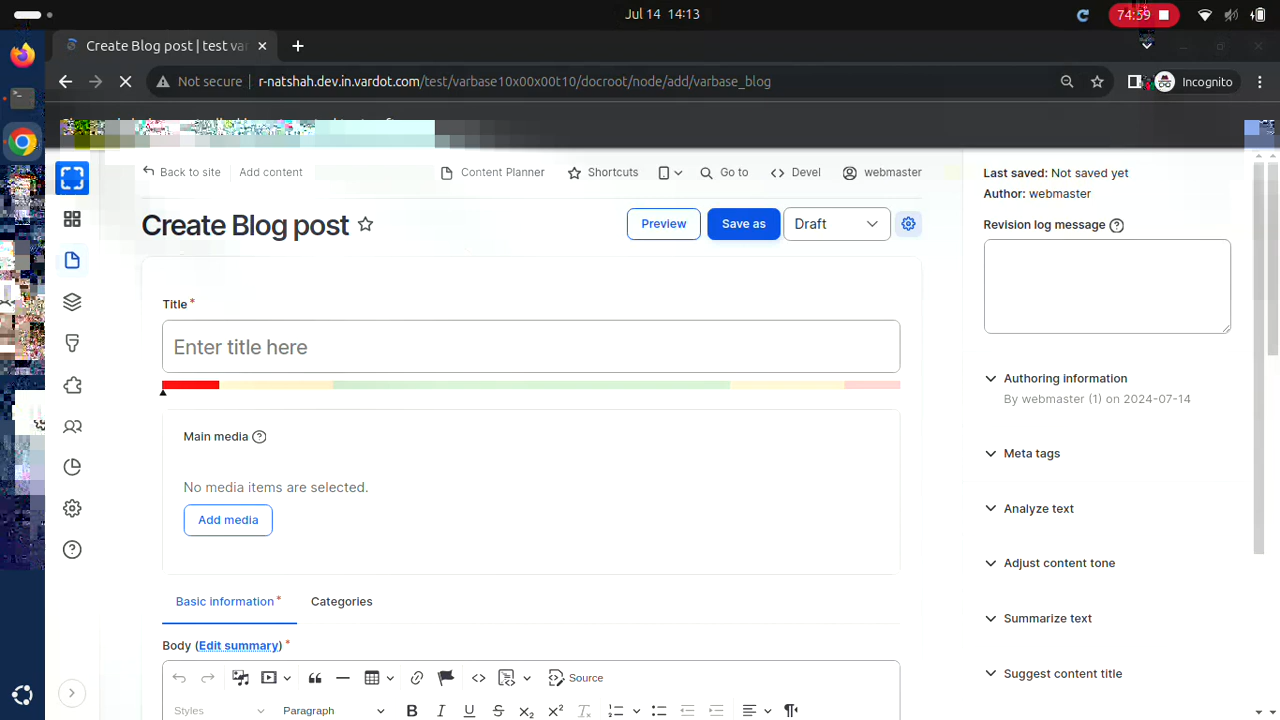 Jul 14 14:13
74:59
Create Blog post | test var
Not secure
r-natshah.dev.in.vardot.com/test/varbase10x00x00t10/docroot/node/add/varbase_blog
Incognito
Back to site
Add content
Content Planner
Shortcuts
Go to
Devel
webmaster
Create Blog post
Preview
Save as
Draft
Title *
Enter title here
Main media
No media items are selected.
Add media
Basic information *
Categories
Body (Edit summary) *
Source
Styles
Paragraph
Last saved: Not saved yet
Author: webmaster
Revision log message
Authoring information
By webmaster (1) on 2024-07-14
Meta tags
Analyze text
Adjust content tone
Summarize text
Suggest content title